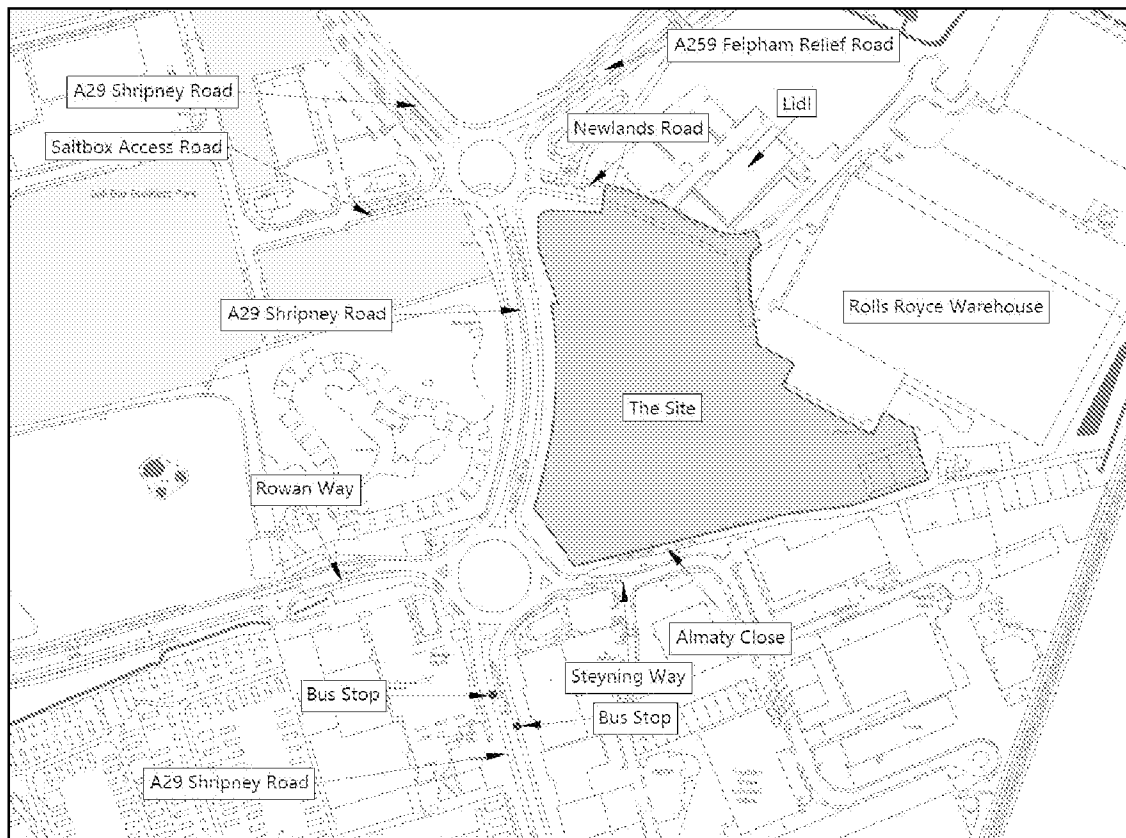 A259 Felpham Relief Road
A29 Shripney Road
Lidl
Newlands Road
Saltbox Access Road
A29 Shripney Road
Rolls Royce Warehouse
The Site
Rowan Way
Almaty Close
Steyning Way
Bus Stop
Bus Stop
A29 Shripney Road